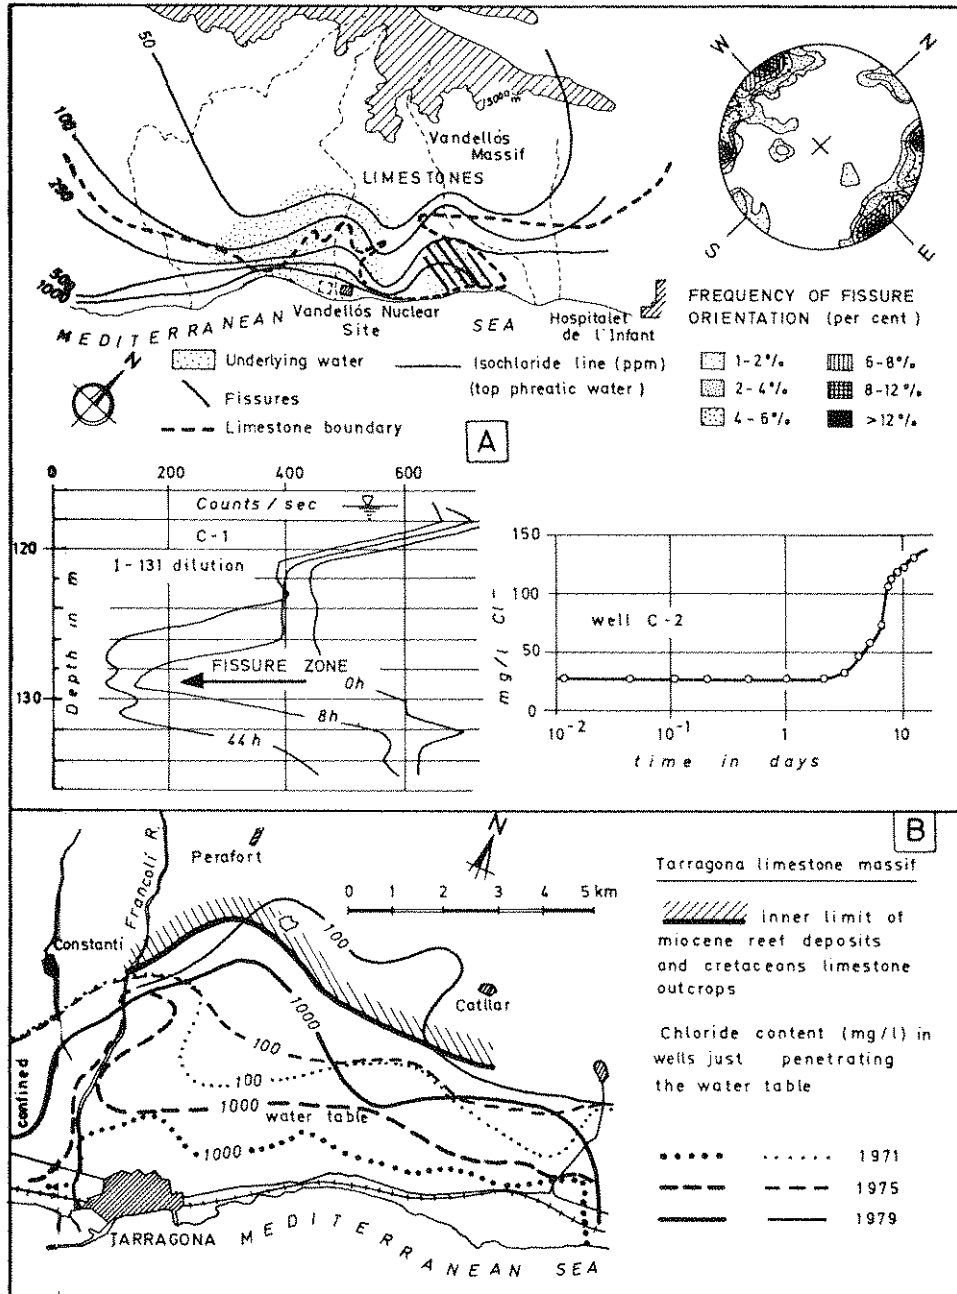 50
100
250
500
1000
3000 m
Vandellós
Massif
LIMESTONES
Vandellós Nuclear
Site
MEDITERRANEAN SEA
Hospitalet
de l'Infant
N
Underlying water
Fissures
Limestone boundary
Isochloride line (ppm)
(top phreatic water)
W
N
S
E
FREQUENCY OF FISSURE
ORIENTATION (per cent)
1-2%
2-4%
4-6%
6-8%
8-12%
>12%
A
0 200 400 600
Counts / sec
C-1
I-131 dilution
120
130
Depth in m
FISSURE ZONE
0h
8h
44h
mg/l Cl⁻
150
100
50
0
well C-2
10⁻² 10⁻¹ 1 10
time in days
B
Francolí R.
Perafort
N
0 1 2 3 4 5 km
Constantí
100
Catllar
1000
100
100
1000
water table
1000
confined
TARRAGONA
MEDITERRANEAN SEA
Tarragona limestone massif
inner limit of
miocene reef deposits
and cretaceons limestone
outcrops
Chloride content (mg/l) in
wells just penetrating
the water table
1971
1975
1979